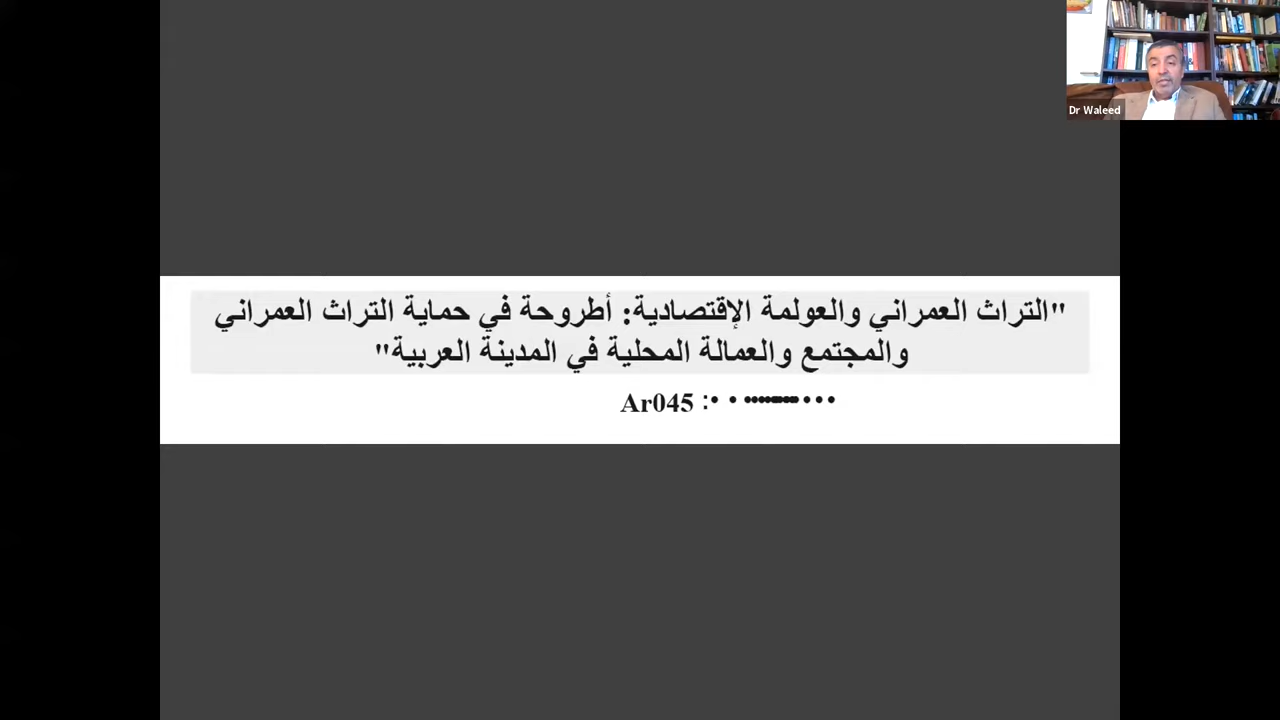 Dr Waleed
"التراث العمراني والعولمة الإقتصادية: أطروحة في حماية التراث العمراني
والمجتمع والعمالة المحلية في المدينة العربية"
Ar045 :